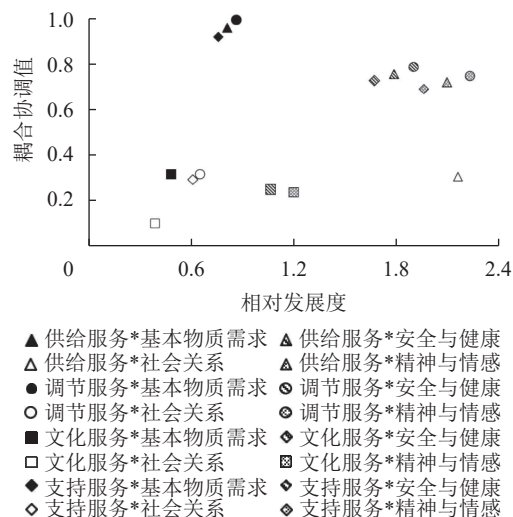 1.0
0.8
0.6
0.4
0.2
0
耦合协调值
0.6 1.2 1.8 2.4
相对发展度
▲ 供给服务*基本物质需求 供给服务*安全与健康
△ 供给服务*社会关系 供给服务*精神与情感
● 调节服务*基本物质需求 调节服务*安全与健康
○ 调节服务*社会关系 调节服务*精神与情感
■ 文化服务*基本物质需求 文化服务*安全与健康
□ 文化服务*社会关系 文化服务*精神与情感
◆ 支持服务*基本物质需求 支持服务*安全与健康
◇ 支持服务*社会关系 支持服务*精神与情感